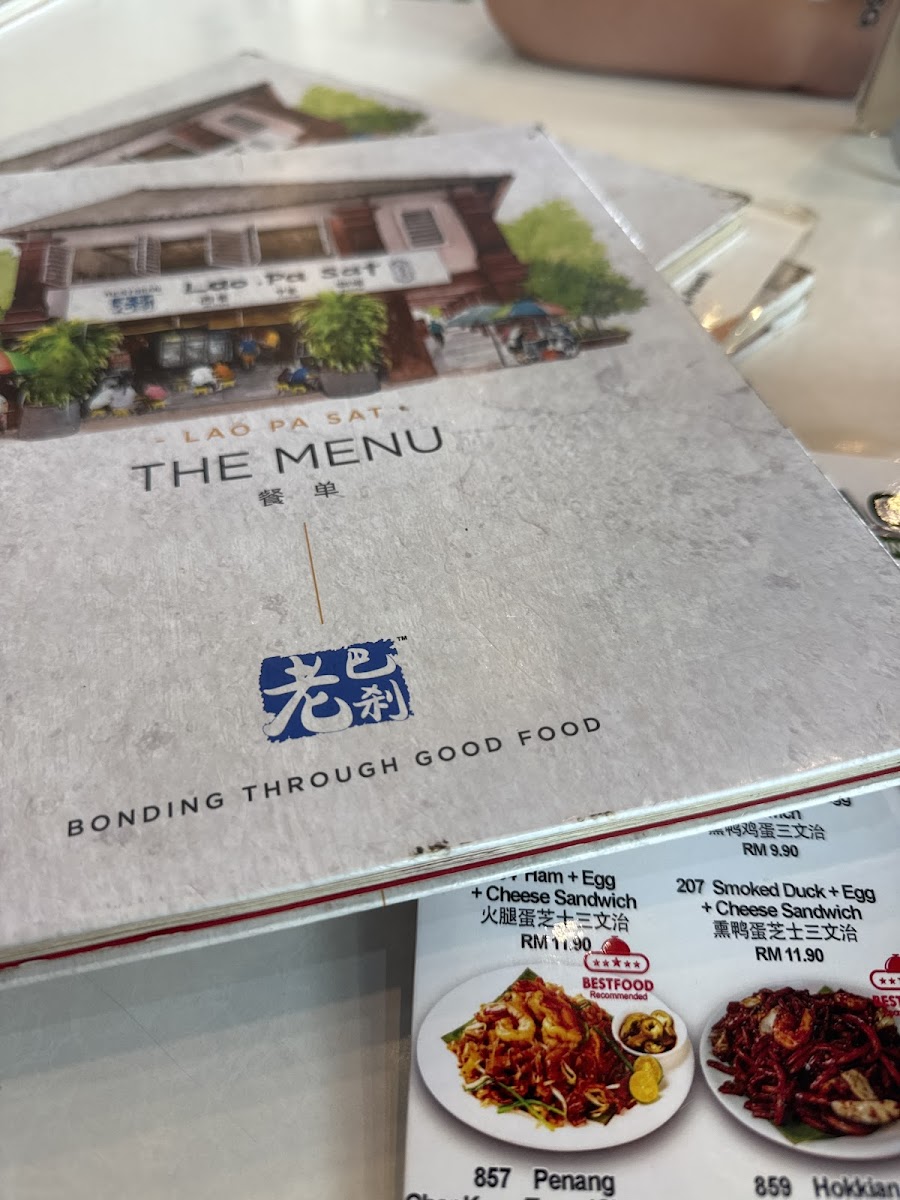 Lao Pa Sat
- LAO PA SAT -
THE MENU
餐 单
老巴刹™
BONDING THROUGH GOOD FOOD
熏鸭鸡蛋三文治
RM 9.90
Ham + Egg
+ Cheese Sandwich
火腿蛋芝士三文治
RM 11.90
207 Smoked Duck + Egg
+ Cheese Sandwich
熏鸭蛋芝士三文治
RM 11.90
BESTFOOD
Recommended
857 Penang
859 Hokkian